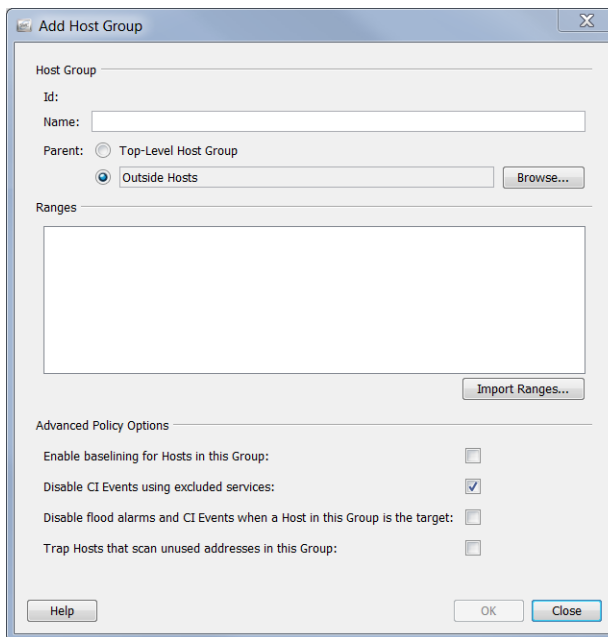 Add Host Group
Host Group
Id:
Name:
Parent: Top-Level Host Group
Outside Hosts Browse...
Ranges
Import Ranges...
Advanced Policy Options
Enable baselining for Hosts in this Group:
Disable CI Events using excluded services:
Disable flood alarms and CI Events when a Host in this Group is the target:
Trap Hosts that scan unused addresses in this Group:
Help OK Close